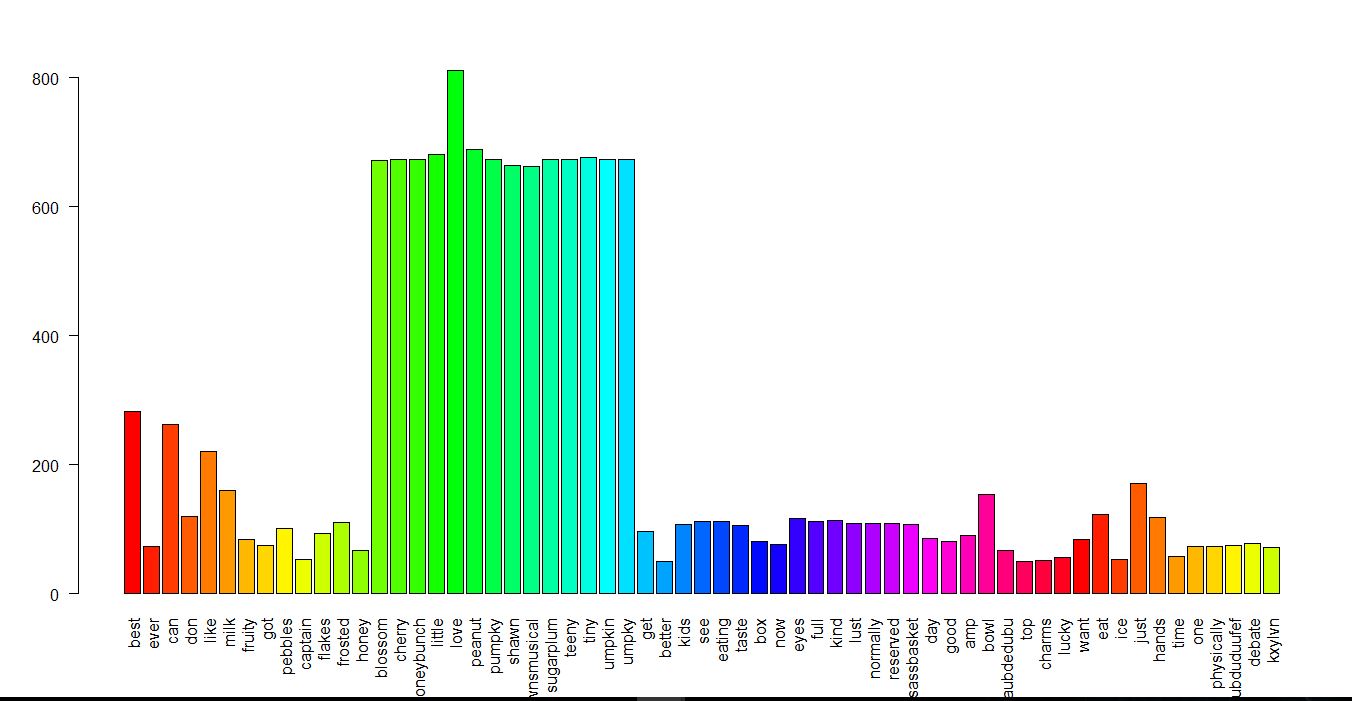 800
600
400
200
0
best
ever
can
don
like
milk
fruity
got
pebbles
captain
flakes
frosted
honey
blossom
cherry
oneybunch
little
love
peanut
pumpky
shawn
wnsmusical
sugarplum
teeny
tiny
umpkin
umpky
get
better
kids
see
eating
taste
box
now
eyes
full
kind
lust
normally
reserved
sassbasket
day
good
amp
bowl
aubdedubu
top
charms
lucky
want
eat
ice
just
hands
time
one
physically
ubdudufef
debate
kxylvn